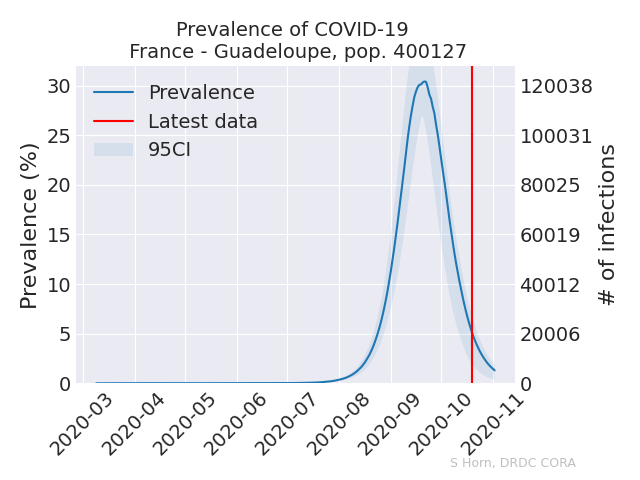 Prevalence of COVID-19
France - Guadeloupe, pop. 400127
Prevalence
Latest data
95CI
Prevalence (%)
30
25
20
15
10
5
0
120038
100031
80025
60019
40012
20006
0
# of infections
2020-03
2020-04
2020-05
2020-06
2020-07
2020-08
2020-09
2020-10
2020-11
S Horn, DRDC CORA